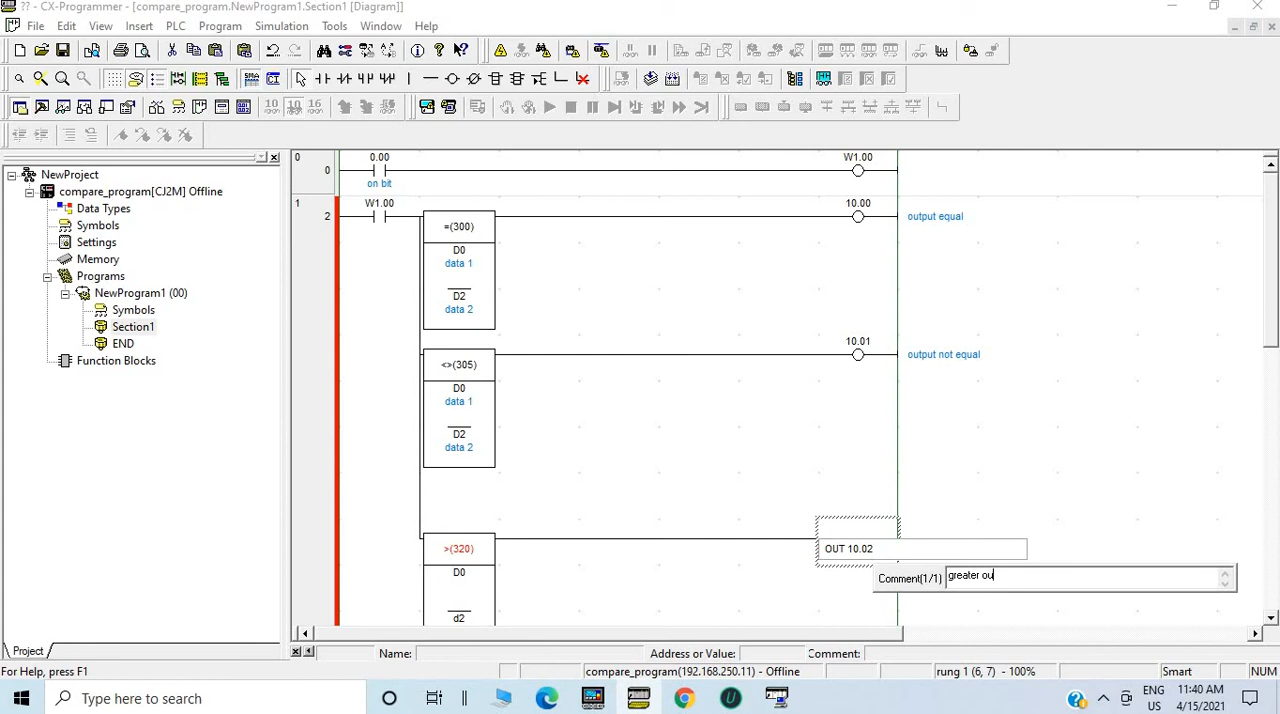 ?? - CX-Programmer - [compare_program.NewProgram1.Section1 [Diagram]]
File Edit View Insert PLC Program Simulation Tools Window Help
10 10 16
NewProject
compare_program[CJ2M] Offline
Data Types
Symbols
Settings
Memory
Programs
NewProgram1 (00)
Symbols
Section1
END
Function Blocks
Project
0
0
0.00
on bit
W1.00
1
2
W1.00
=(300)
D0
data 1
D2
data 2
10.00
output equal
<>(305)
D0
data 1
D2
data 2
10.01
output not equal
>(320)
D0
d2
OUT 10.02
Comment(1/1) greater ou
Name: Address or Value: Comment:
For Help, press F1
compare_program(192.168.250.11) - Offline
rung 1 (6, 7) - 100%
Smart
NUM
Type here to search
ENG
US
11:40 AM
4/15/2021